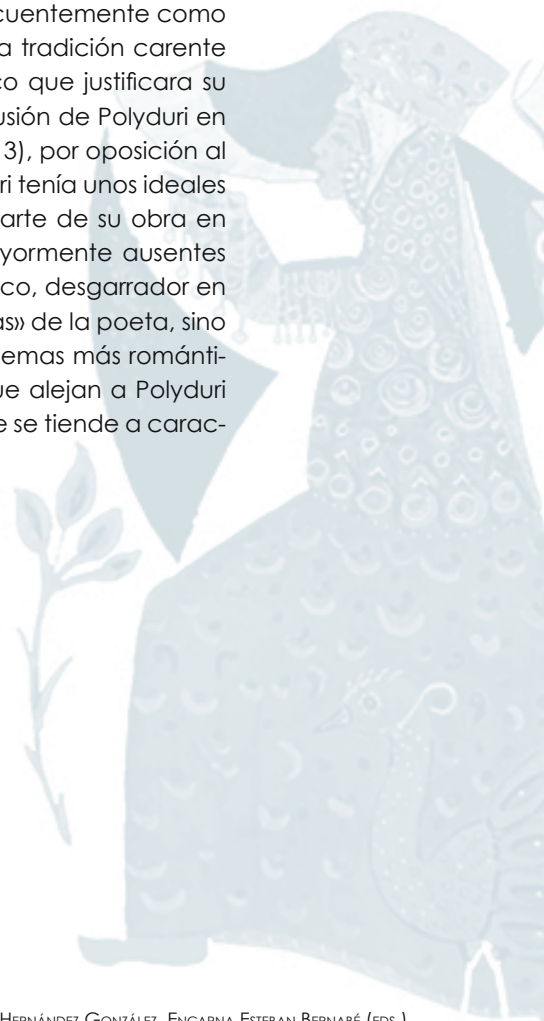 cuentemente como
a tradición carente
co que justificara su
usión de Polyduri en
3), por oposición al
ri tenía unos ideales
arte de su obra en
yormente ausentes
co, desgarrador en
as» de la poeta, sino
emas más románti-
ue alejan a Polyduri
e se tiende a carac-
Hernández González, Encarna Esteban Bernabé (eds.)